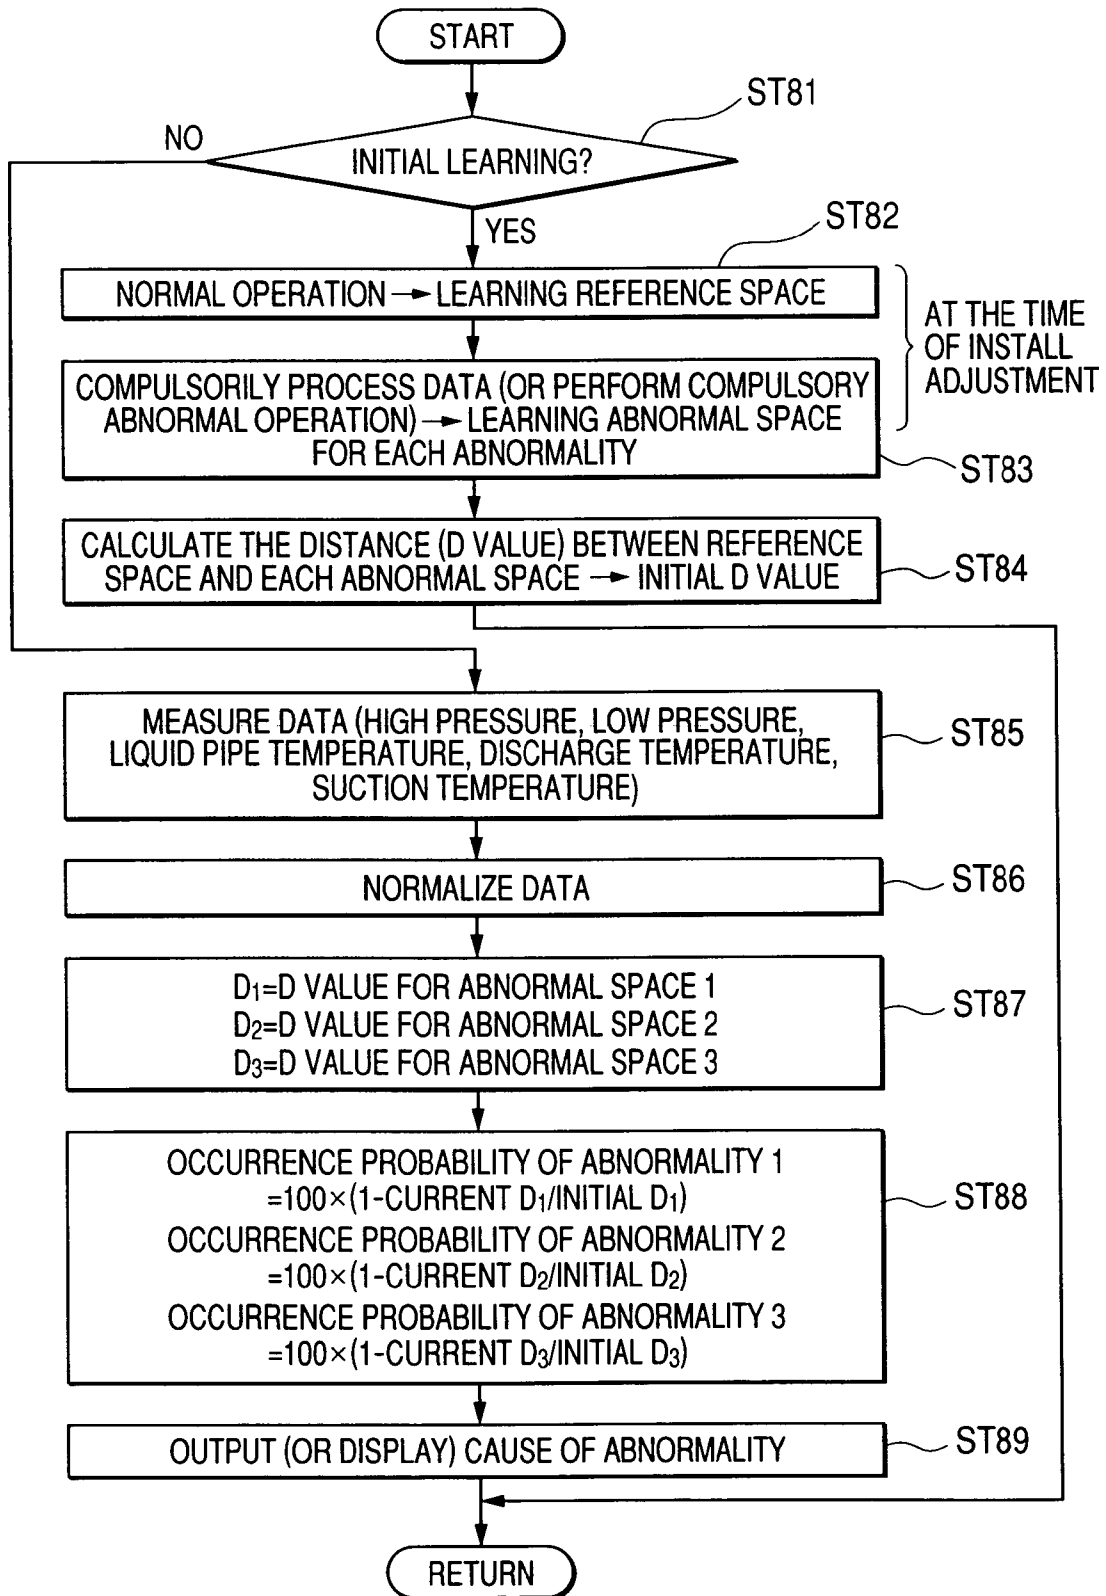 START
ST81
NO
INITIAL LEARNING?
YES
ST82
NORMAL OPERATION → LEARNING REFERENCE SPACE
AT THE TIME
OF INSTALL
ADJUSTMENT
COMPULSORILY PROCESS DATA (OR PERFORM COMPULSORY
ABNORMAL OPERATION) → LEARNING ABNORMAL SPACE
FOR EACH ABNORMALITY
ST83
CALCULATE THE DISTANCE (D VALUE) BETWEEN REFERENCE
SPACE AND EACH ABNORMAL SPACE → INITIAL D VALUE
ST84
MEASURE DATA (HIGH PRESSURE, LOW PRESSURE,
LIQUID PIPE TEMPERATURE, DISCHARGE TEMPERATURE,
SUCTION TEMPERATURE)
ST85
NORMALIZE DATA
ST86
D1=D VALUE FOR ABNORMAL SPACE 1
D2=D VALUE FOR ABNORMAL SPACE 2
D3=D VALUE FOR ABNORMAL SPACE 3
ST87
OCCURRENCE PROBABILITY OF ABNORMALITY 1
=100×(1-CURRENT D1/INITIAL D1)
OCCURRENCE PROBABILITY OF ABNORMALITY 2
=100×(1-CURRENT D2/INITIAL D2)
OCCURRENCE PROBABILITY OF ABNORMALITY 3
=100×(1-CURRENT D3/INITIAL D3)
ST88
OUTPUT (OR DISPLAY) CAUSE OF ABNORMALITY
ST89
RETURN